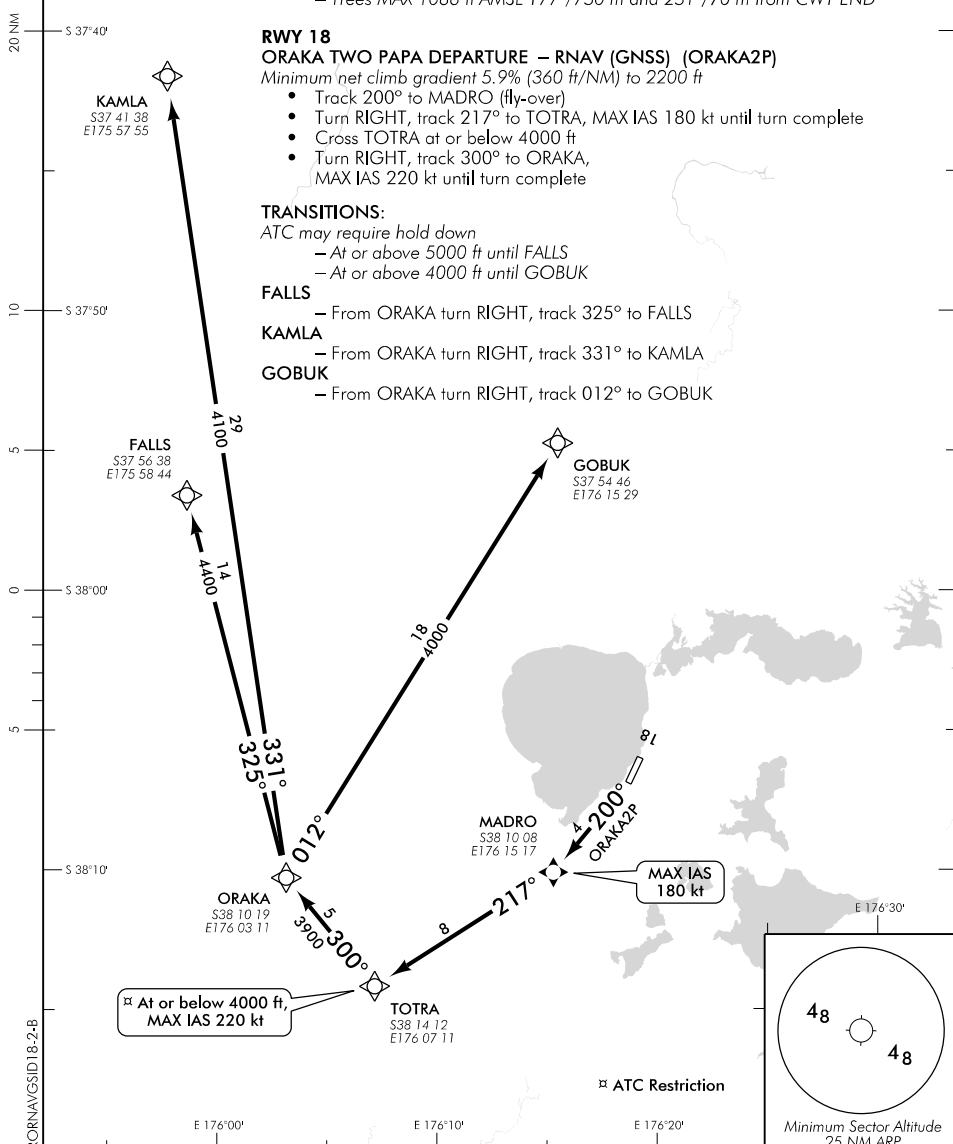 – Trees MAX 1086 ft AMSL 177°/750 m and 231°/70 m from CWY END
20 NM
S 37°40'
RWY 18
ORAKA TWO PAPA DEPARTURE – RNAV (GNSS) (ORAKA2P)
Minimum net climb gradient 5.9% (360 ft/NM) to 2200 ft
• Track 200° to MADRO (fly-over)
• Turn RIGHT, track 217° to TOTRA, MAX IAS 180 kt until turn complete
• Cross TOTRA at or below 4000 ft
• Turn RIGHT, track 300° to ORAKA,
MAX IAS 220 kt until turn complete
TRANSITIONS:
ATC may require hold down
– At or above 5000 ft until FALLS
– At or above 4000 ft until GOBUK
FALLS
– From ORAKA turn RIGHT, track 325° to FALLS
KAMLA
– From ORAKA turn RIGHT, track 331° to KAMLA
GOBUK
– From ORAKA turn RIGHT, track 012° to GOBUK
KAMLA
S37 41 38
E175 57 55
10
S 37°50'
29
4100
5
FALLS
S37 56 38
E175 58 44
GOBUK
S37 54 46
E176 15 29
14
4400
0
S 38°00'
18
4000
5
331°
325°
012°
18
200°
4
ORAKA2P
MADRO
S38 10 08
E176 15 17
MAX IAS
180 kt
S 38°10'
ORAKA
S38 10 19
E176 03 11
217°
8
5
3900
300°
E 176°30'
¤ At or below 4000 ft,
MAX IAS 220 kt
TOTRA
S38 14 12
E176 07 11
48
48
¤ ATC Restriction
Minimum Sector Altitude
25 NM ARP
E 176°00'
E 176°10'
E 176°20'
RORNAVGSID18-2-B